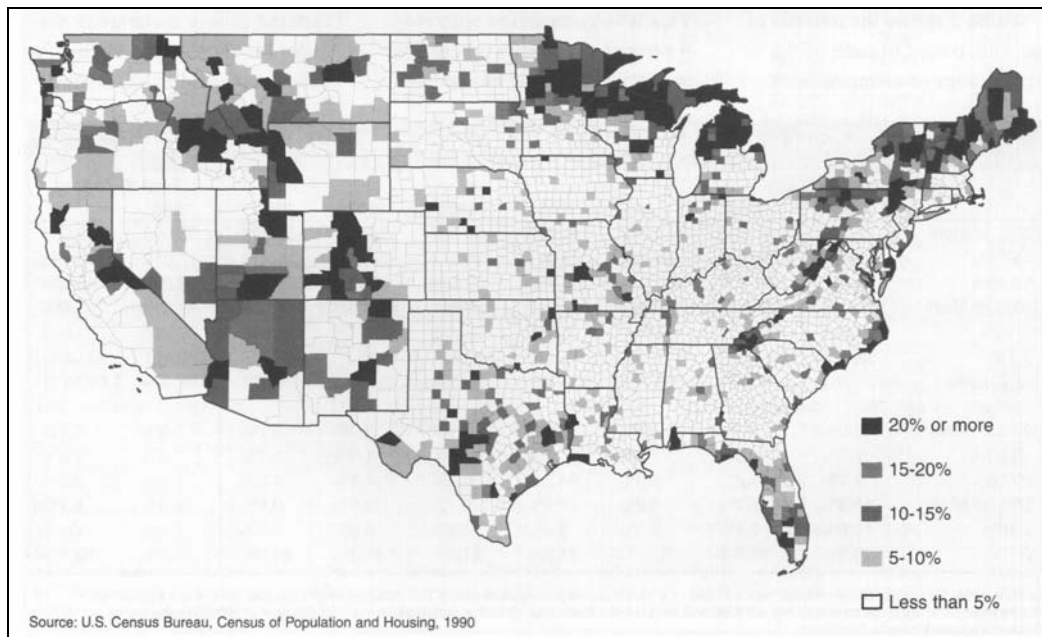 20% or more
15-20%
10-15%
5-10%
Less than 5%
Source: U.S. Census Bureau, Census of Population and Housing, 1990